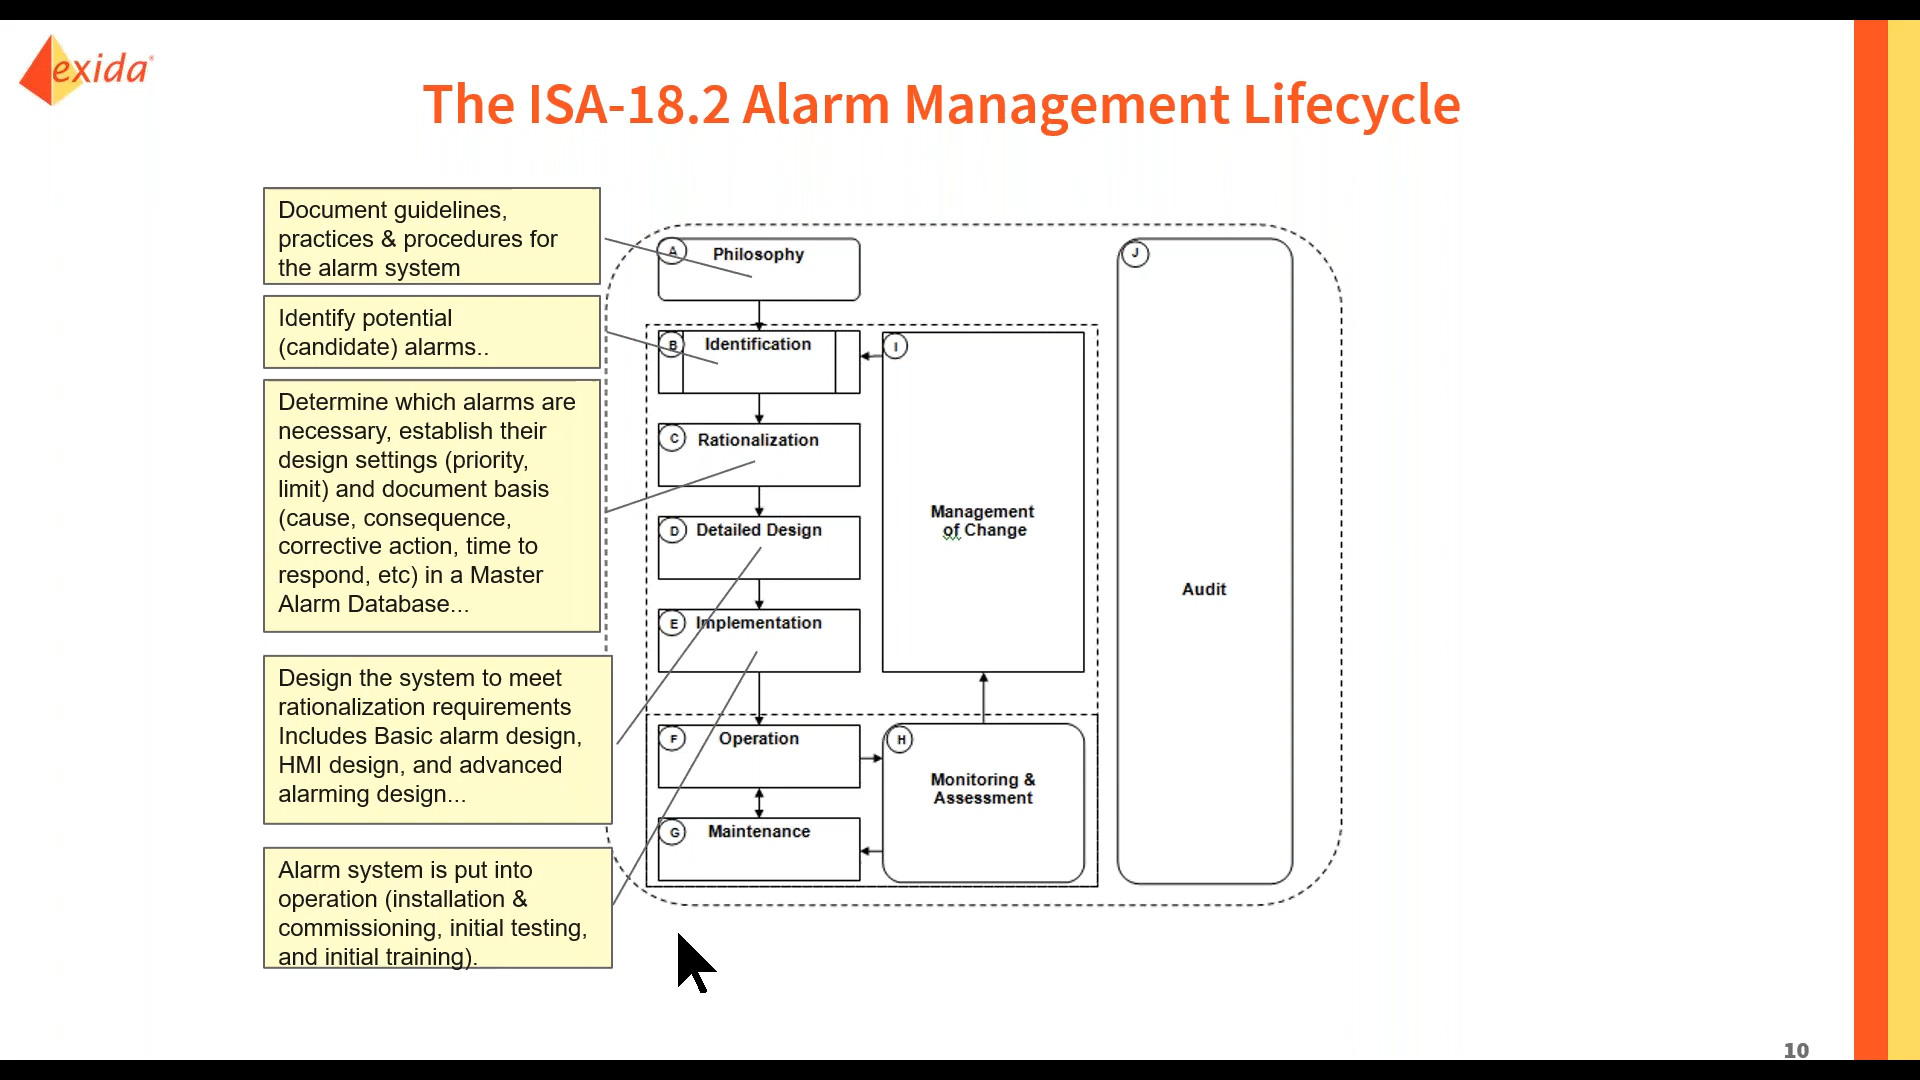 exida
The ISA-18.2 Alarm Management Lifecycle
Document guidelines,
practices & procedures for
the alarm system
Identify potential
(candidate) alarms..
Determine which alarms are
necessary, establish their
design settings (priority,
limit) and document basis
(cause, consequence,
corrective action, time to
respond, etc) in a Master
Alarm Database...
Design the system to meet
rationalization requirements
Includes Basic alarm design,
HMI design, and advanced
alarming design...
Alarm system is put into
operation (installation &
commissioning, initial testing,
and initial training).
A Philosophy
B Identification
C Rationalization
D Detailed Design
E Implementation
F Operation
G Maintenance
I
Management
of Change
H
Monitoring &
Assessment
J
Audit
10